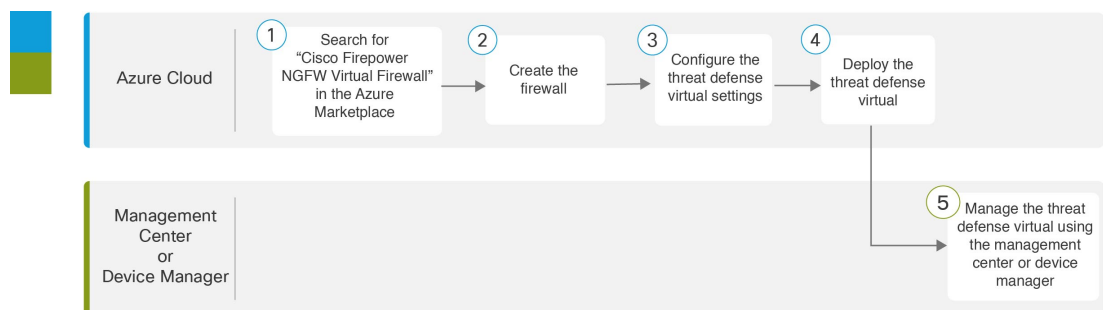 Azure Cloud
1
Search for
“Cisco Firepower
NGFW Virtual Firewall”
in the Azure
Marketplace
2
Create the
firewall
3
Configure the
threat defense
virtual settings
4
Deploy the
threat defense
virtual
Management
Center
or
Device Manager
5
Manage the threat
defense virtual using
the management
center or device
manager